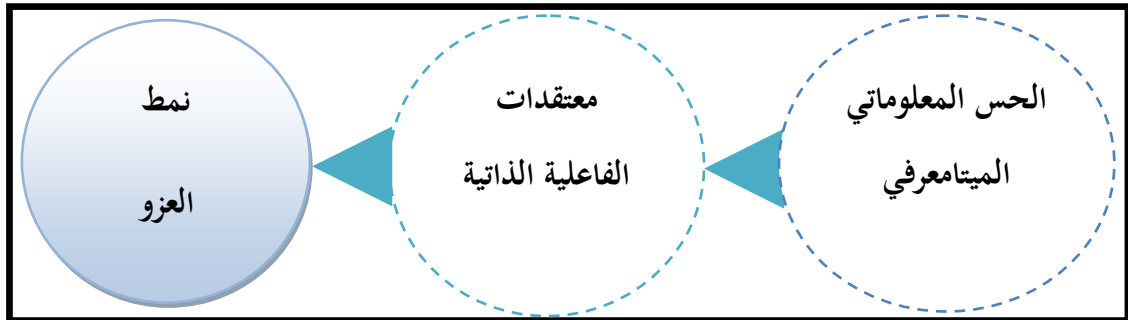 الحس المعلوماتي
الميتامعرفي
معتقدات
الفاعلية الذاتية
نمط
العزو